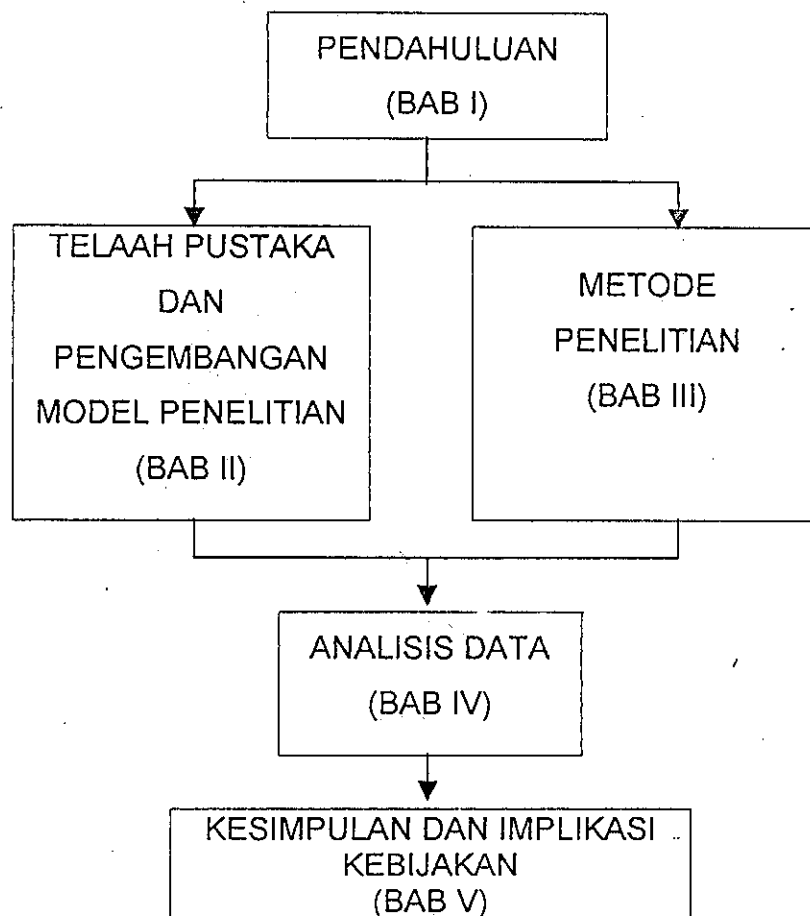 PENDAHULUAN
(BAB I)
TELAAH PUSTAKA
DAN
PENGEMBANGAN
MODEL PENELITIAN
(BAB II)
METODE
PENELITIAN
(BAB III)
ANALISIS DATA
(BAB IV)
KESIMPULAN DAN IMPLIKASI
KEBIJAKAN
(BAB V)